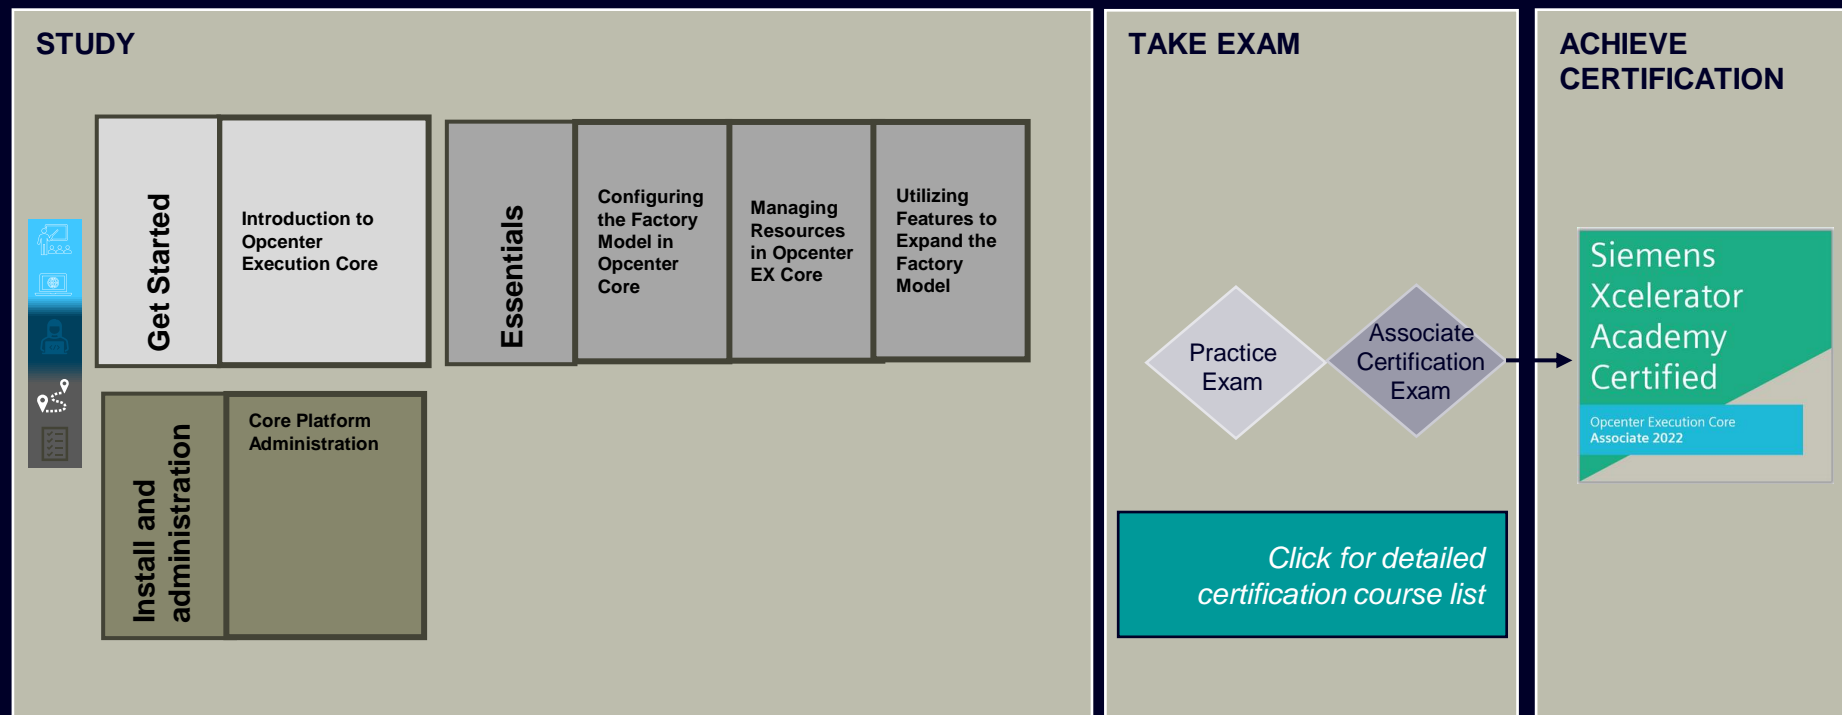 STUDY
Get Started
Introduction to
Opcenter
Execution Core
Essentials
Configuring
the Factory
Model in
Opcenter
Core
Managing
Resources
in Opcenter
EX Core
Utilizing
Features to
Expand the
Factory
Model
Install and
administration
Core Platform
Administration
TAKE EXAM
Practice
Exam
Associate
Certification
Exam
Click for detailed
certification course list
ACHIEVE
CERTIFICATION
Siemens
Xcelerator
Academy
Certified
Opcenter Execution Core
Associate 2022